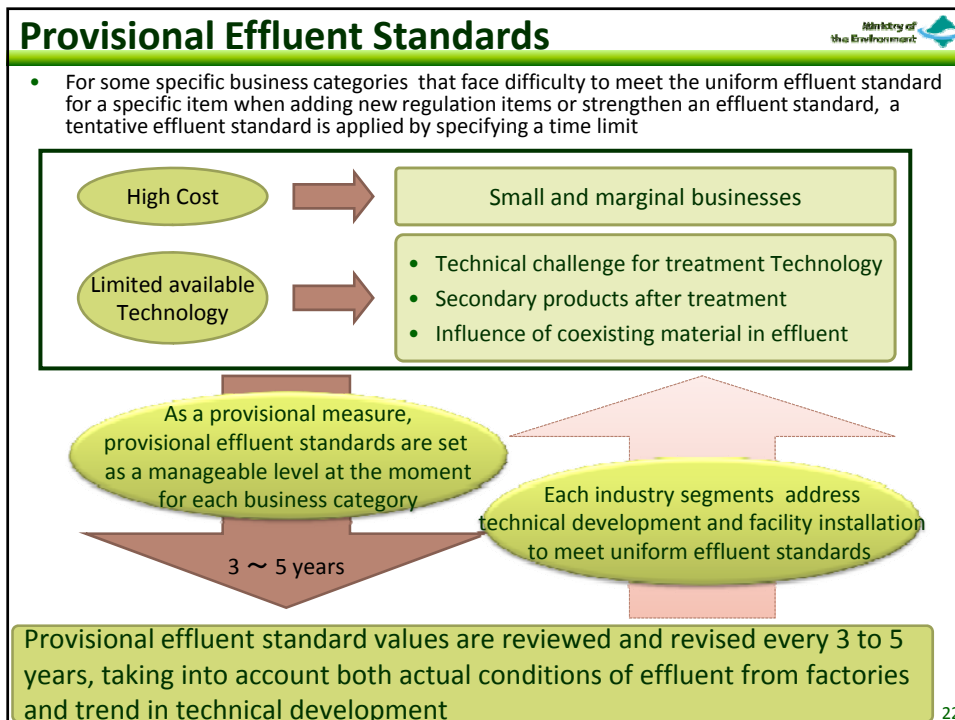 Provisional Effluent Standards
Ministry of
the Environment
• For some specific business categories that face difficulty to meet the uniform effluent standard
for a specific item when adding new regulation items or strengthen an effluent standard, a
tentative effluent standard is applied by specifying a time limit
High Cost
Small and marginal businesses
Limited available
Technology
• Technical challenge for treatment Technology
• Secondary products after treatment
• Influence of coexisting material in effluent
As a provisional measure,
provisional effluent standards are set
as a manageable level at the moment
for each business category
Each industry segments address
technical development and facility installation
to meet uniform effluent standards
3 ～ 5 years
Provisional effluent standard values are reviewed and revised every 3 to 5
years, taking into account both actual conditions of effluent from factories
and trend in technical development
22